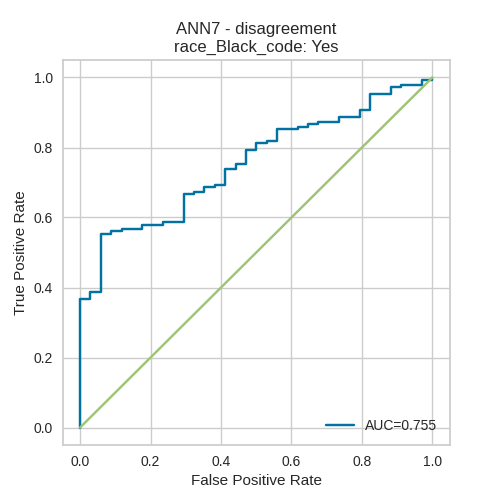 ANN7 - disagreement
race_Black_code: Yes
True Positive Rate
1.0
0.8
0.6
0.4
0.2
0.0
AUC=0.755
0.0 0.2 0.4 0.6 0.8 1.0
False Positive Rate